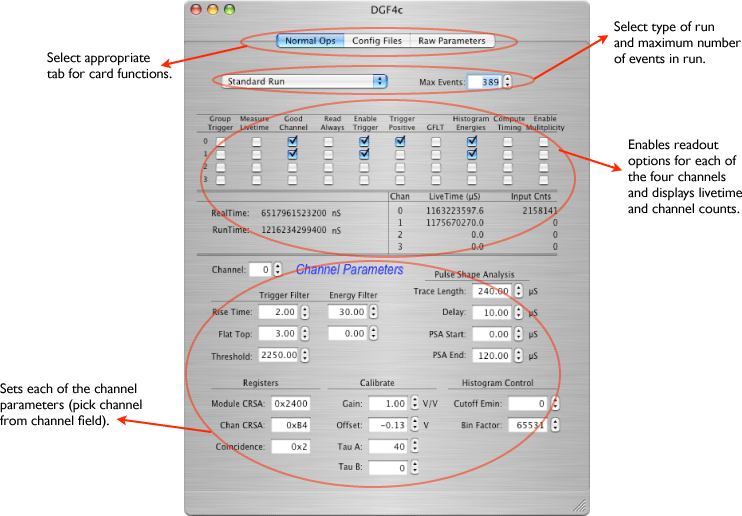 DGF4c
Normal Ops Config Files Raw Parameters
Select appropriate
tab for card functions.
Select type of run
and maximum number
of events in run.
Standard Run Max Events: 389
Group Trigger Measure Livetime Good Channel Read Always Enable Trigger Trigger Positive GFLT Histogram Energies Compute Timing Enable Mulitplicity
0
1
2
3
Enables readout
options for each of
the four channels
and displays livetime
and channel counts.
Chan LiveTime (µS) Input Cnts
RealTime: 6517961523200 nS
RunTime: 1216234299400 nS
0 1163223597.6 2158141
1 1175670270.0 0
2 0.0 0
3 0.0 0
Channel: 0 Channel Parameters
Pulse Shape Analysis
Trace Length: 240.00 µS
Delay: 10.00 µS
PSA Start: 0.00 µS
PSA End: 120.00 µS
Trigger Filter Energy Filter
Rise Time: 2.00 30.00
Flat Top: 3.00 0.00
Threshold: 2250.00
Sets each of the channel
parameters (pick channel
from channel field).
Registers
Module CRSA: 0x2400
Chan CRSA: 0xB4
Coincidence: 0x2
Calibrate
Gain: 1.00 V/V
Offset: -0.13 V
Tau A: 40
Tau B: 0
Histogram Control
Cutoff Emin: 0
Bin Factor: 65531